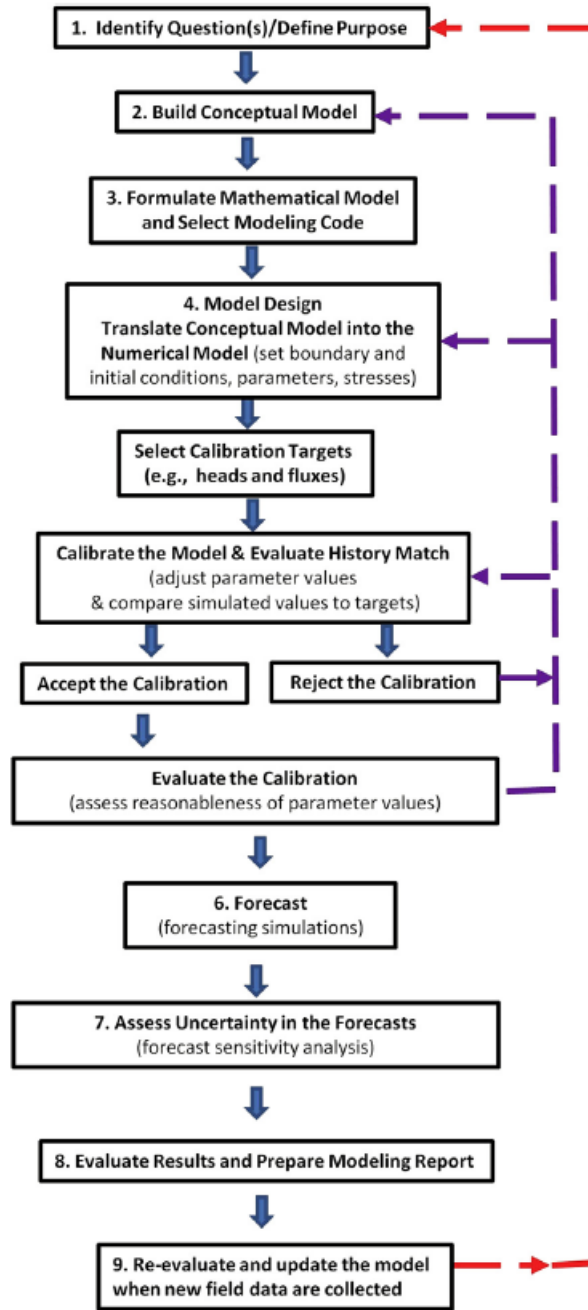 1. Identify Question(s)/Define Purpose
2. Build Conceptual Model
3. Formulate Mathematical Model
and Select Modeling Code
4. Model Design
Translate Conceptual Model into the
Numerical Model (set boundary and
initial conditions, parameters, stresses)
Select Calibration Targets
(e.g., heads and fluxes)
Calibrate the Model & Evaluate History Match
(adjust parameter values
& compare simulated values to targets)
Accept the Calibration
Reject the Calibration
Evaluate the Calibration
(assess reasonableness of parameter values)
6. Forecast
(forecasting simulations)
7. Assess Uncertainty in the Forecasts
(forecast sensitivity analysis)
8. Evaluate Results and Prepare Modeling Report
9. Re-evaluate and update the model
when new field data are collected